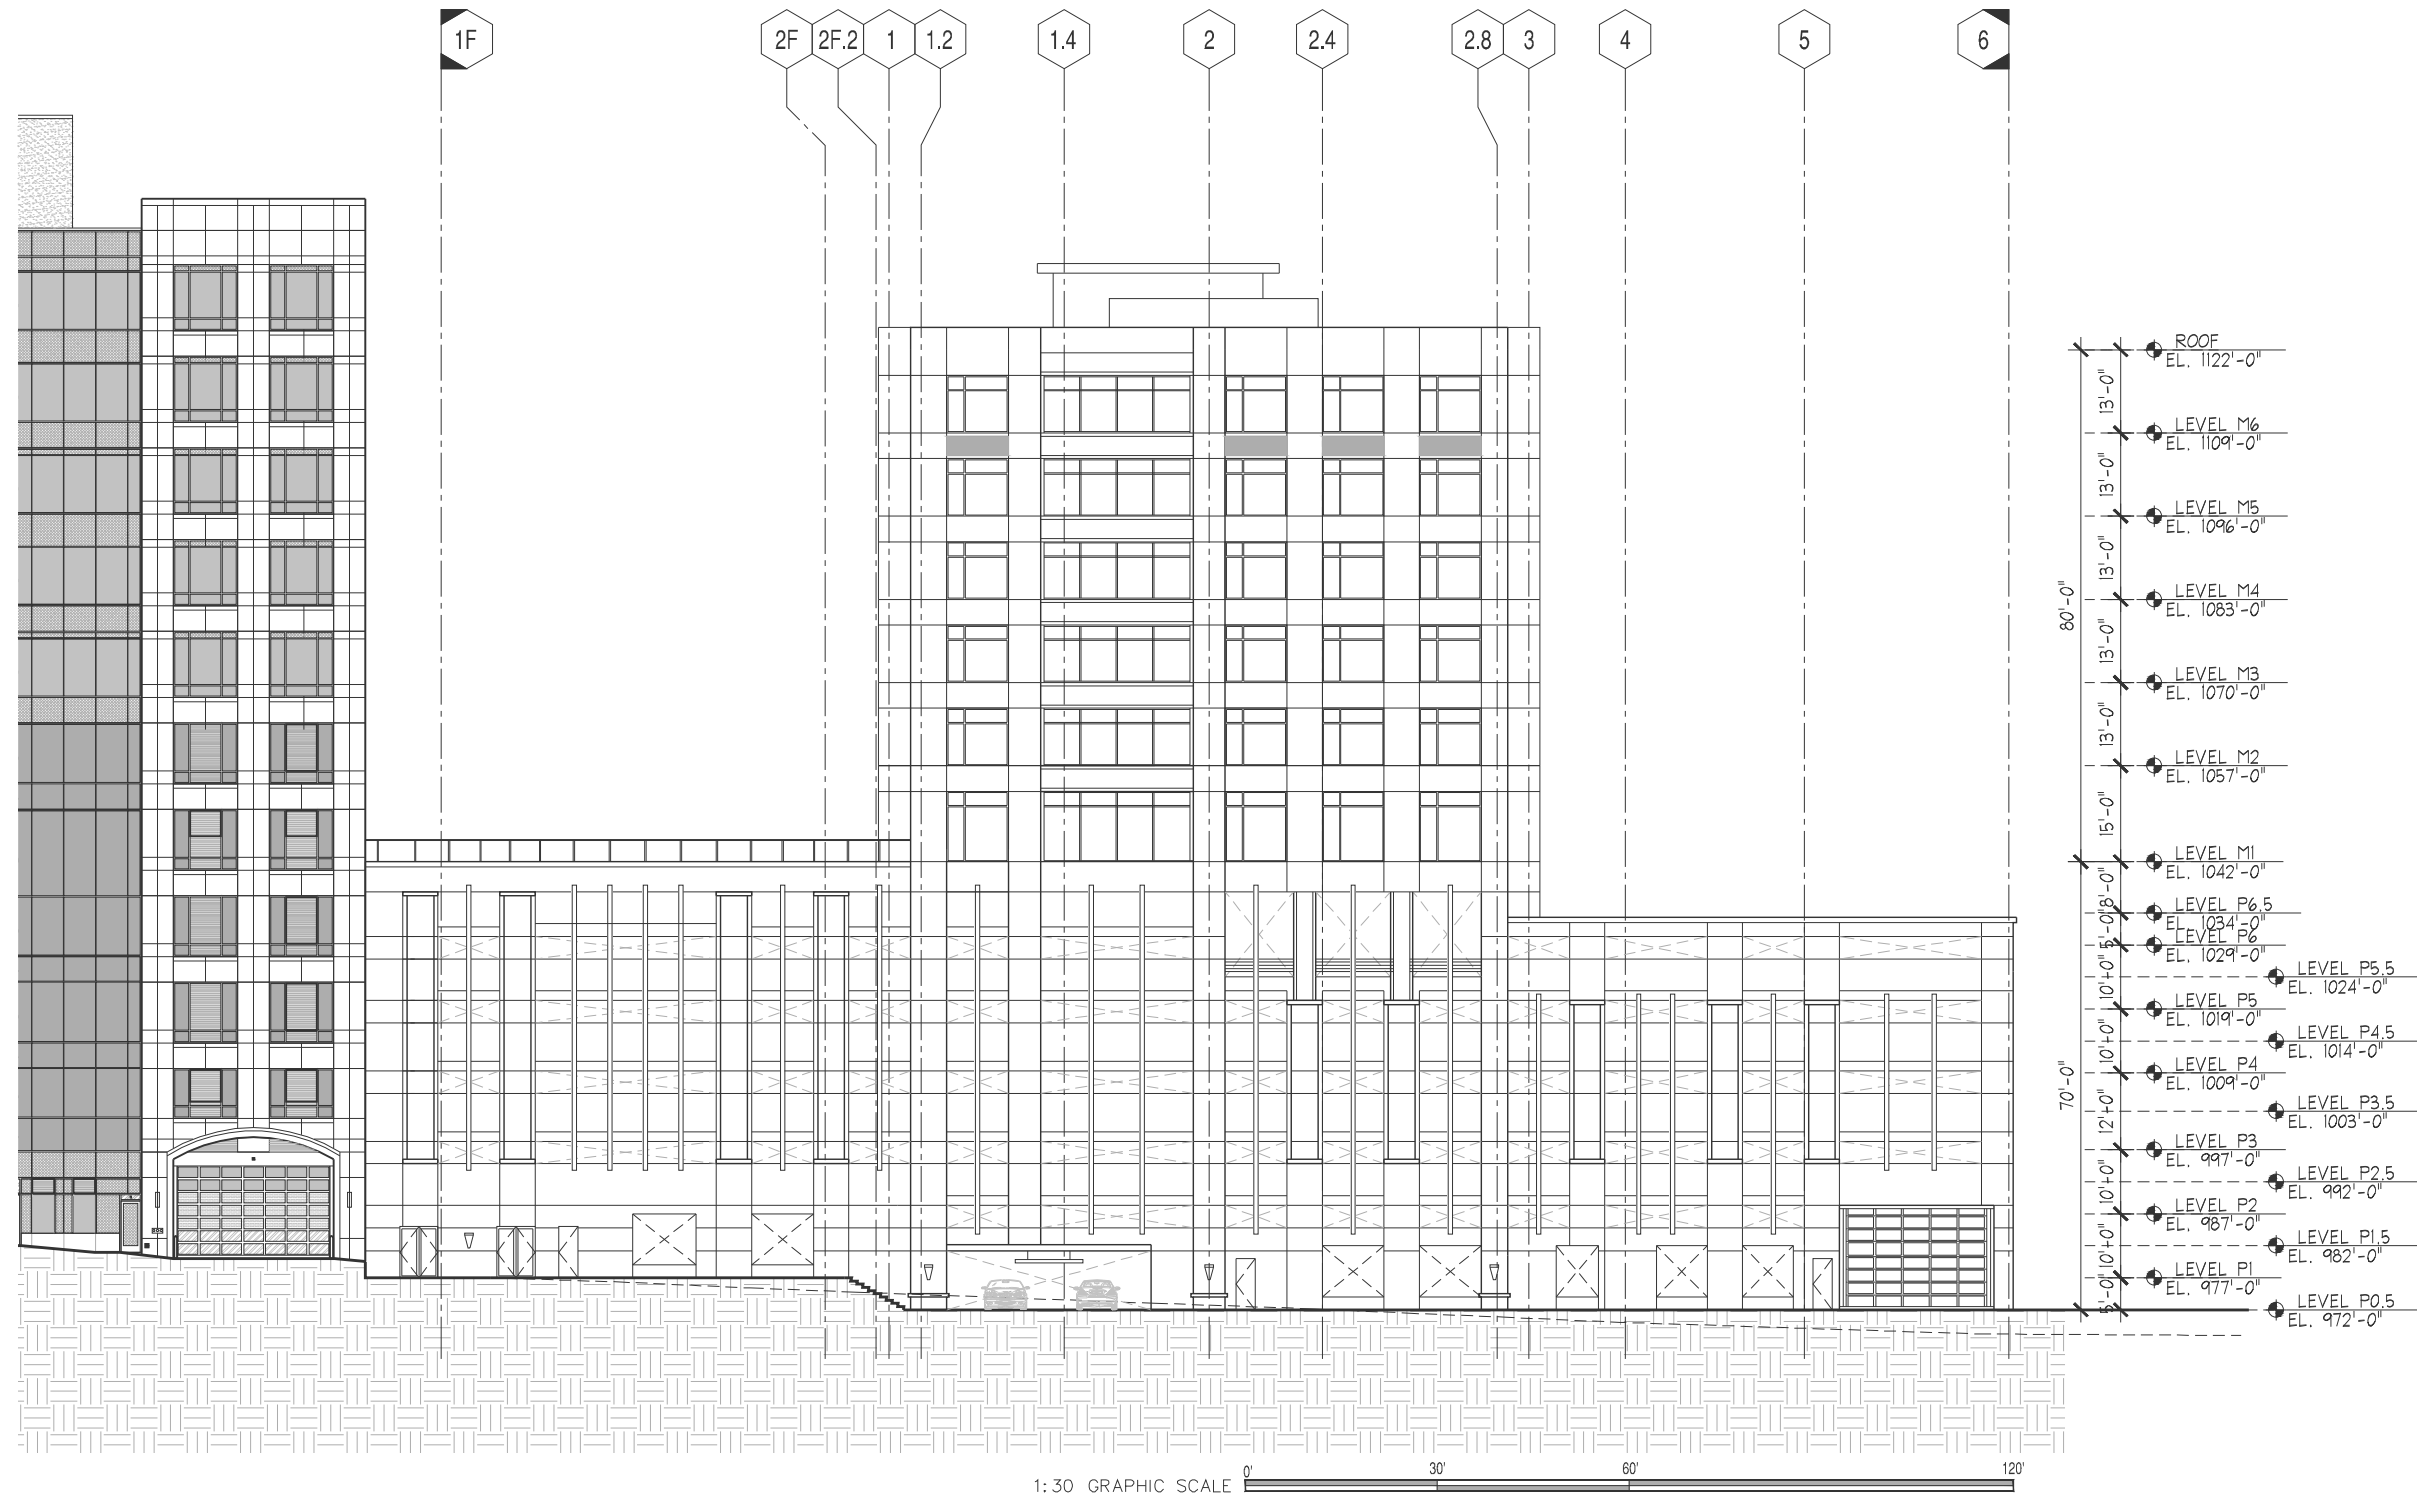 1F
2F
2F.2
1
1.2
1.4
2
2.4
2.8
3
4
5
6
ROOF
EL. 1122'-0"
13'-0"
LEVEL M6
EL. 1109'-0"
13'-0"
LEVEL M5
EL. 1096'-0"
13'-0"
LEVEL M4
EL. 1083'-0"
80'-0"
13'-0"
LEVEL M3
EL. 1070'-0"
13'-0"
LEVEL M2
EL. 1057'-0"
15'-0"
LEVEL M1
EL. 1042'-0"
8'-0"
LEVEL P6.5
EL. 1034'-0"
5'-0"
LEVEL P6
EL. 1029'-0"
LEVEL P5.5
EL. 1024'-0"
10'-0"
LEVEL P5
EL. 1019'-0"
LEVEL P4.5
EL. 1014'-0"
10'-0"
LEVEL P4
EL. 1009'-0"
70'-0"
LEVEL P3.5
EL. 1003'-0"
12'-0"
LEVEL P3
EL. 997'-0"
LEVEL P2.5
EL. 992'-0"
10'-0"
LEVEL P2
EL. 987'-0"
LEVEL P1.5
EL. 982'-0"
10'-0"
LEVEL P1
EL. 977'-0"
5'-0"
LEVEL P0.5
EL. 972'-0"
1:30 GRAPHIC SCALE
0'
30'
60'
120'